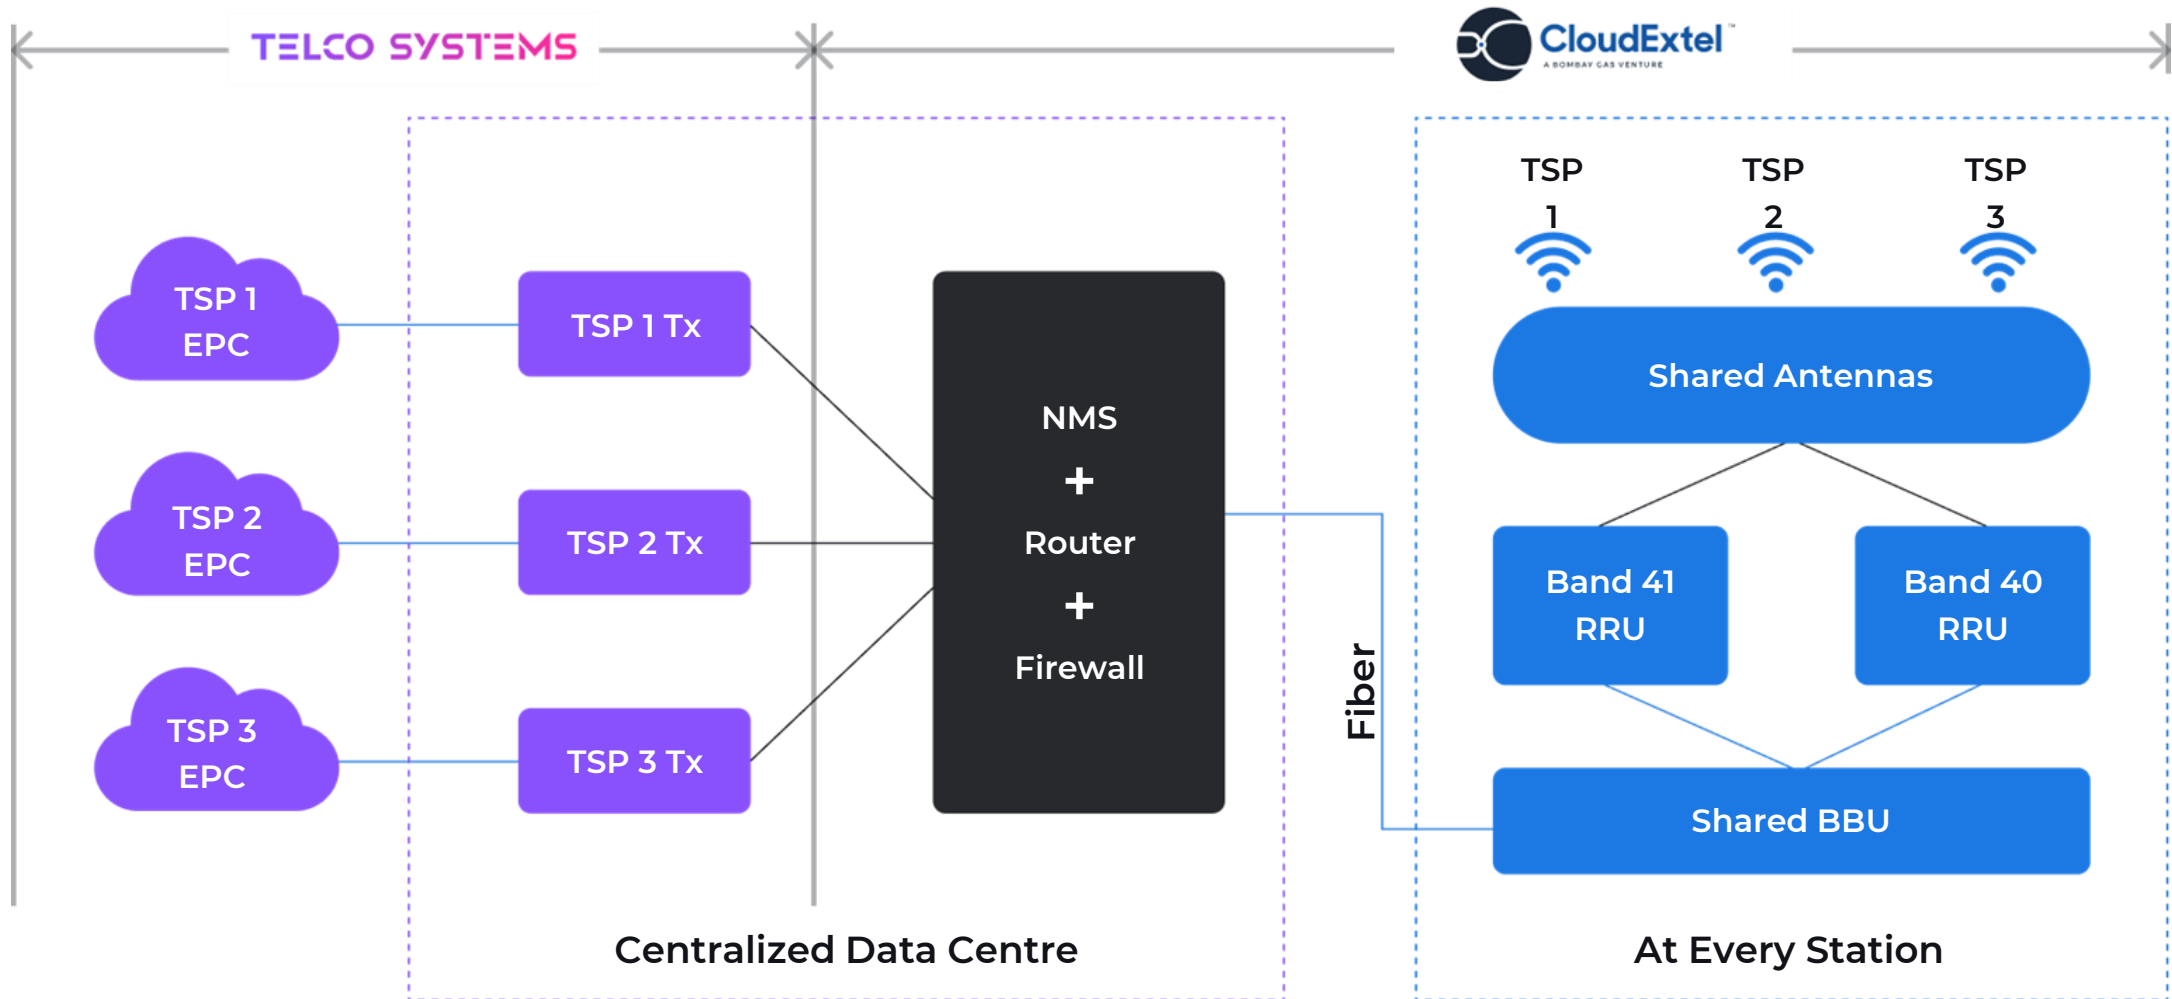 TELCO SYSTEMS
CloudExtel™
A BOMBAY GAS VENTURE
TSP 1
EPC
TSP 2
EPC
TSP 3
EPC
TSP 1 Tx
TSP 2 Tx
TSP 3 Tx
NMS
+
Router
+
Firewall
Centralized Data Centre
Fiber
TSP
1
TSP
2
TSP
3
Shared Antennas
Band 41
RRU
Band 40
RRU
Shared BBU
At Every Station